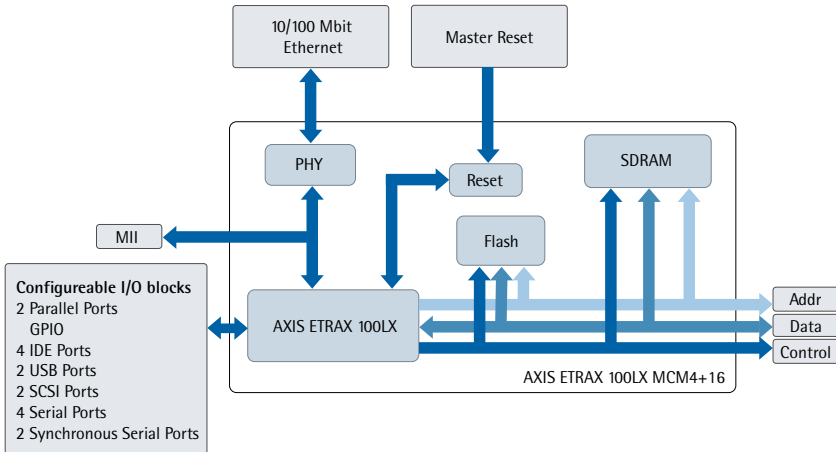 10/100 Mbit
Ethernet
Master Reset
PHY
Reset
SDRAM
MII
Flash
Configureable I/O blocks
2 Parallel Ports
GPIO
4 IDE Ports
2 USB Ports
2 SCSI Ports
4 Serial Ports
2 Synchronous Serial Ports
AXIS ETRAX 100LX
Addr
Data
Control
AXIS ETRAX 100LX MCM4+16